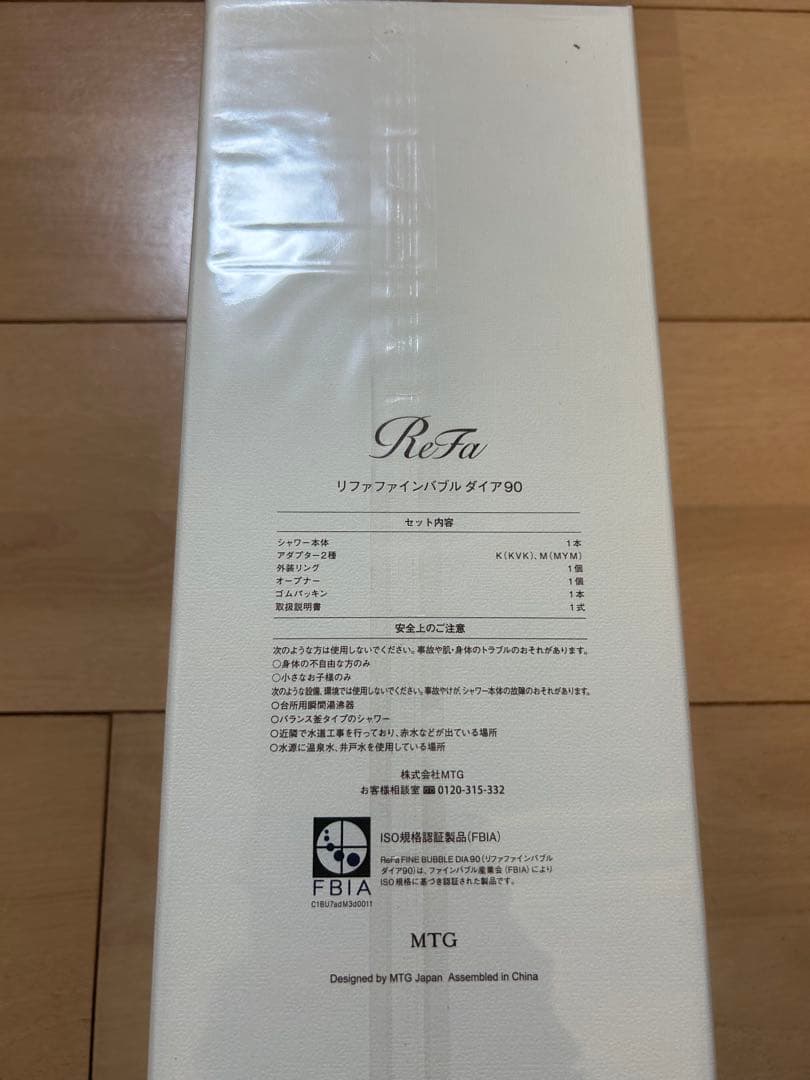 ReFa
リファファインバブル ダイア90
セット内容
シャワー本体 1本
アダプター2種 K(KVK)、M(MYM)
外装リング 1個
オープナー 1個
ゴムパッキン 1本
取扱説明書 1式
安全上のご注意
次のような方は使用しないでください。事故や肌・身体のトラブルのおそれがあります。
○身体の不自由な方のみ
○小さなお子様のみ
次のような設備、環境では使用しないでください。事故やけが、シャワー本体の故障のおそれがあります。
○台所用瞬間湯沸器
○バランス釜タイプのシャワー
○近隣で水道工事を行っており、赤水などが出ている場所
○水源に温泉水、井戸水を使用している場所
株式会社MTG
お客様相談室 0120-315-332
ISO規格認証製品(FBIA)
ReFa FINE BUBBLE DIA 90(リファファインバブル
ダイア90)は、ファインバブル産業会(FBIA)により
ISO規格に基づき認証された製品です。
FBIA
C1BU7adM3d0011
MTG
Designed by MTG Japan Assembled in China